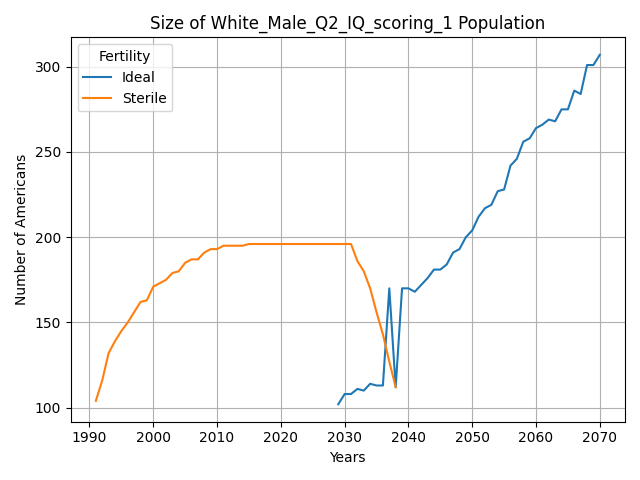 Size of White_Male_Q2_IQ_scoring_1 Population
Fertility
Ideal
Sterile
Number of Americans
300
250
200
150
100
1990 2000 2010 2020 2030 2040 2050 2060 2070
Years